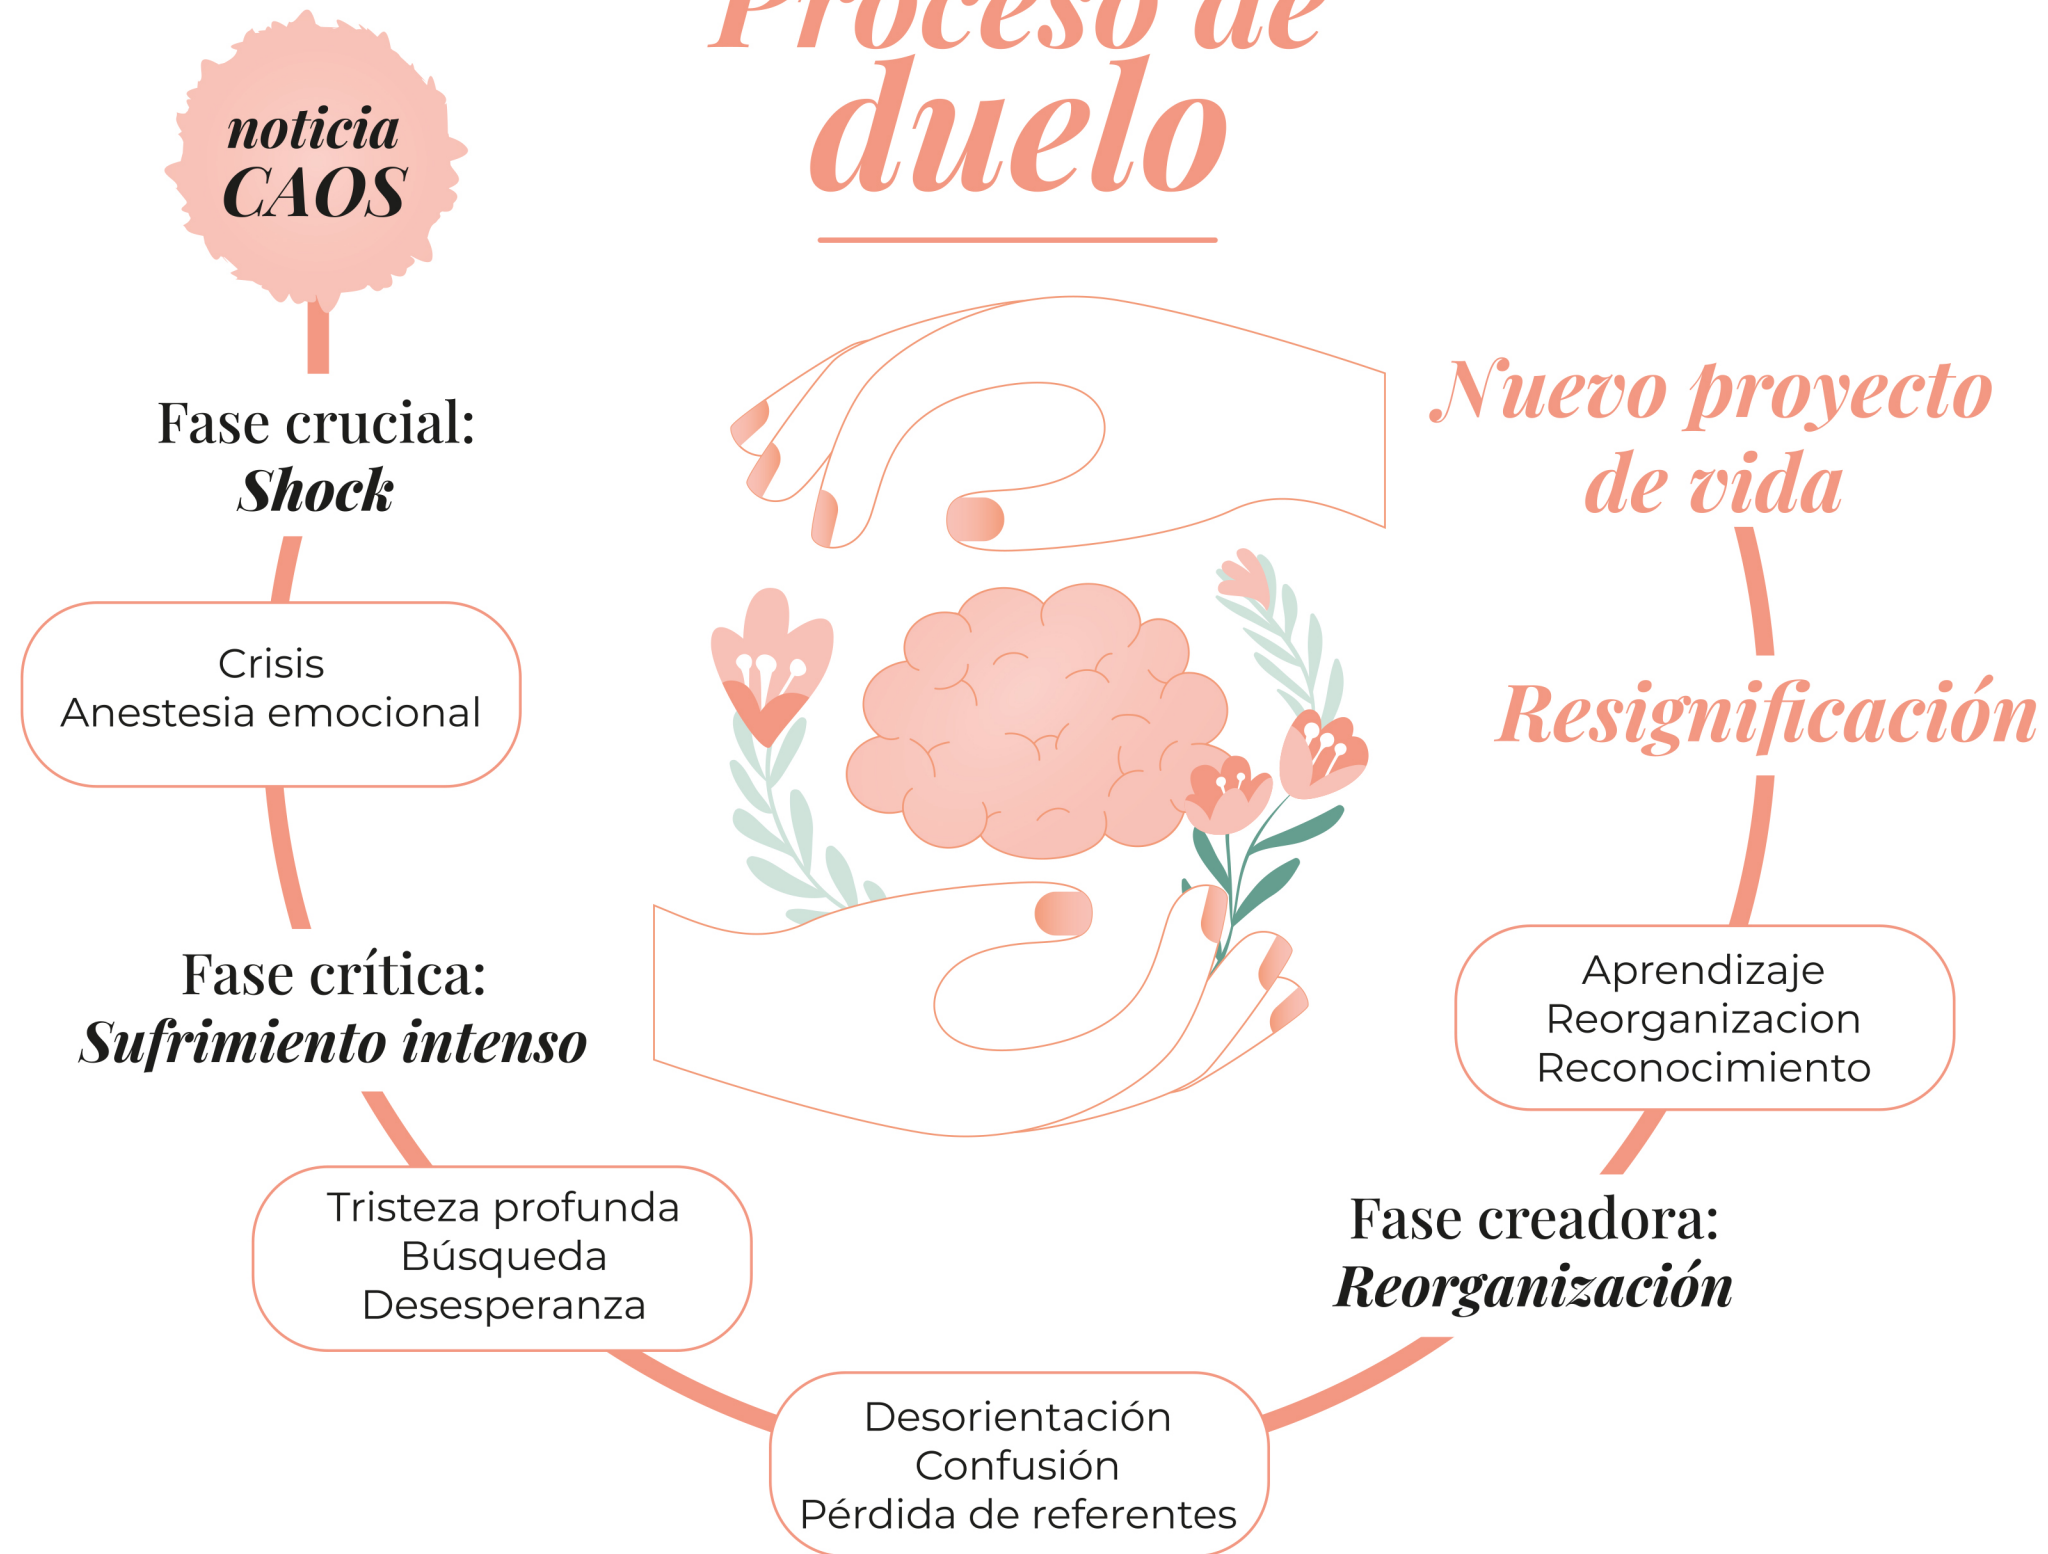 Proceso de
duelo
noticia
CAOS
Fase crucial:
Shock
Crisis
Anestesia emocional
Fase crítica:
Sufrimiento intenso
Tristeza profunda
Búsqueda
Desesperanza
Desorientación
Confusión
Pérdida de referentes
Fase creadora:
Reorganización
Aprendizaje
Reorganizacion
Reconocimiento
Resignificación
Nuevo proyecto
de vida